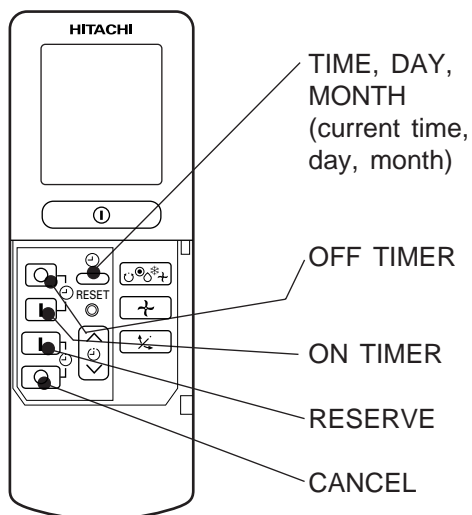 HITACHI
TIME, DAY,
MONTH
(current time,
day, month)
OFF TIMER
RESET
ON TIMER
RESERVE
CANCEL